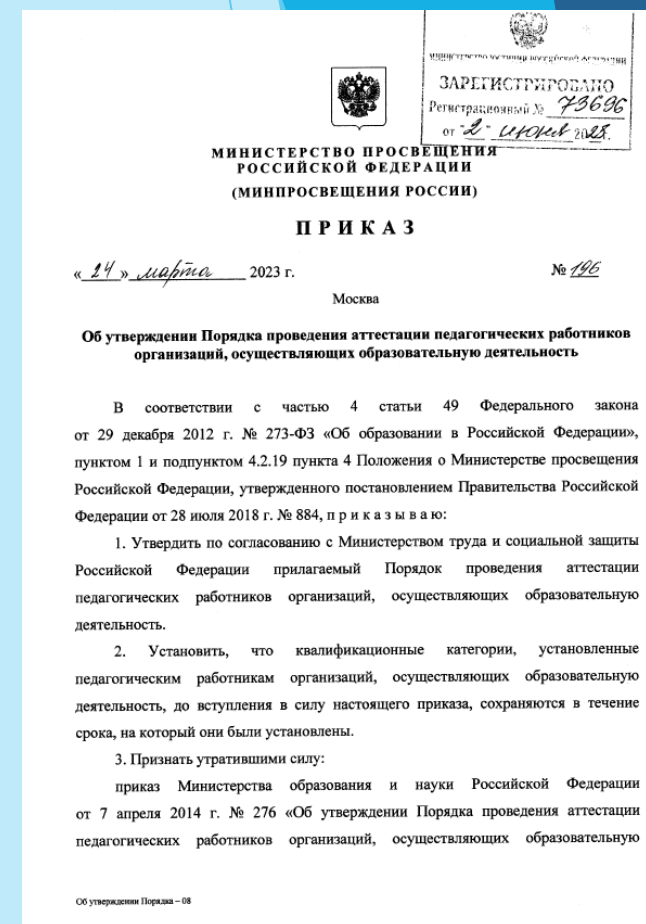 МИНИСТЕРСТВО ЮСТИЦИИ РОССИЙСКОЙ ФЕДЕРАЦИИ
ЗАРЕГИСТРИРОВАНО
Регистрационный № 73696
от "2" июня 2023.
МИНИСТЕРСТВО ПРОСВЕЩЕНИЯ
РОССИЙСКОЙ ФЕДЕРАЦИИ
(МИНПРОСВЕЩЕНИЯ РОССИИ)
ПРИКАЗ
« 24 » марта 2023 г. № 196
Москва
Об утверждении Порядка проведения аттестации педагогических работников
организаций, осуществляющих образовательную деятельность
В соответствии с частью 4 статьи 49 Федерального закона
от 29 декабря 2012 г. № 273-ФЗ «Об образовании в Российской Федерации»,
пунктом 1 и подпунктом 4.2.19 пункта 4 Положения о Министерстве просвещения
Российской Федерации, утвержденного постановлением Правительства Российской
Федерации от 28 июля 2018 г. № 884, п р и к а з ы в а ю:
1. Утвердить по согласованию с Министерством труда и социальной защиты
Российской Федерации прилагаемый Порядок проведения аттестации
педагогических работников организаций, осуществляющих образовательную
деятельность.
2. Установить, что квалификационные категории, установленные
педагогическим работникам организаций, осуществляющих образовательную
деятельность, до вступления в силу настоящего приказа, сохраняются в течение
срока, на который они были установлены.
3. Признать утратившими силу:
приказ Министерства образования и науки Российской Федерации
от 7 апреля 2014 г. № 276 «Об утверждении Порядка проведения аттестации
педагогических работников организаций, осуществляющих образовательную
Об утверждении Порядка – 08